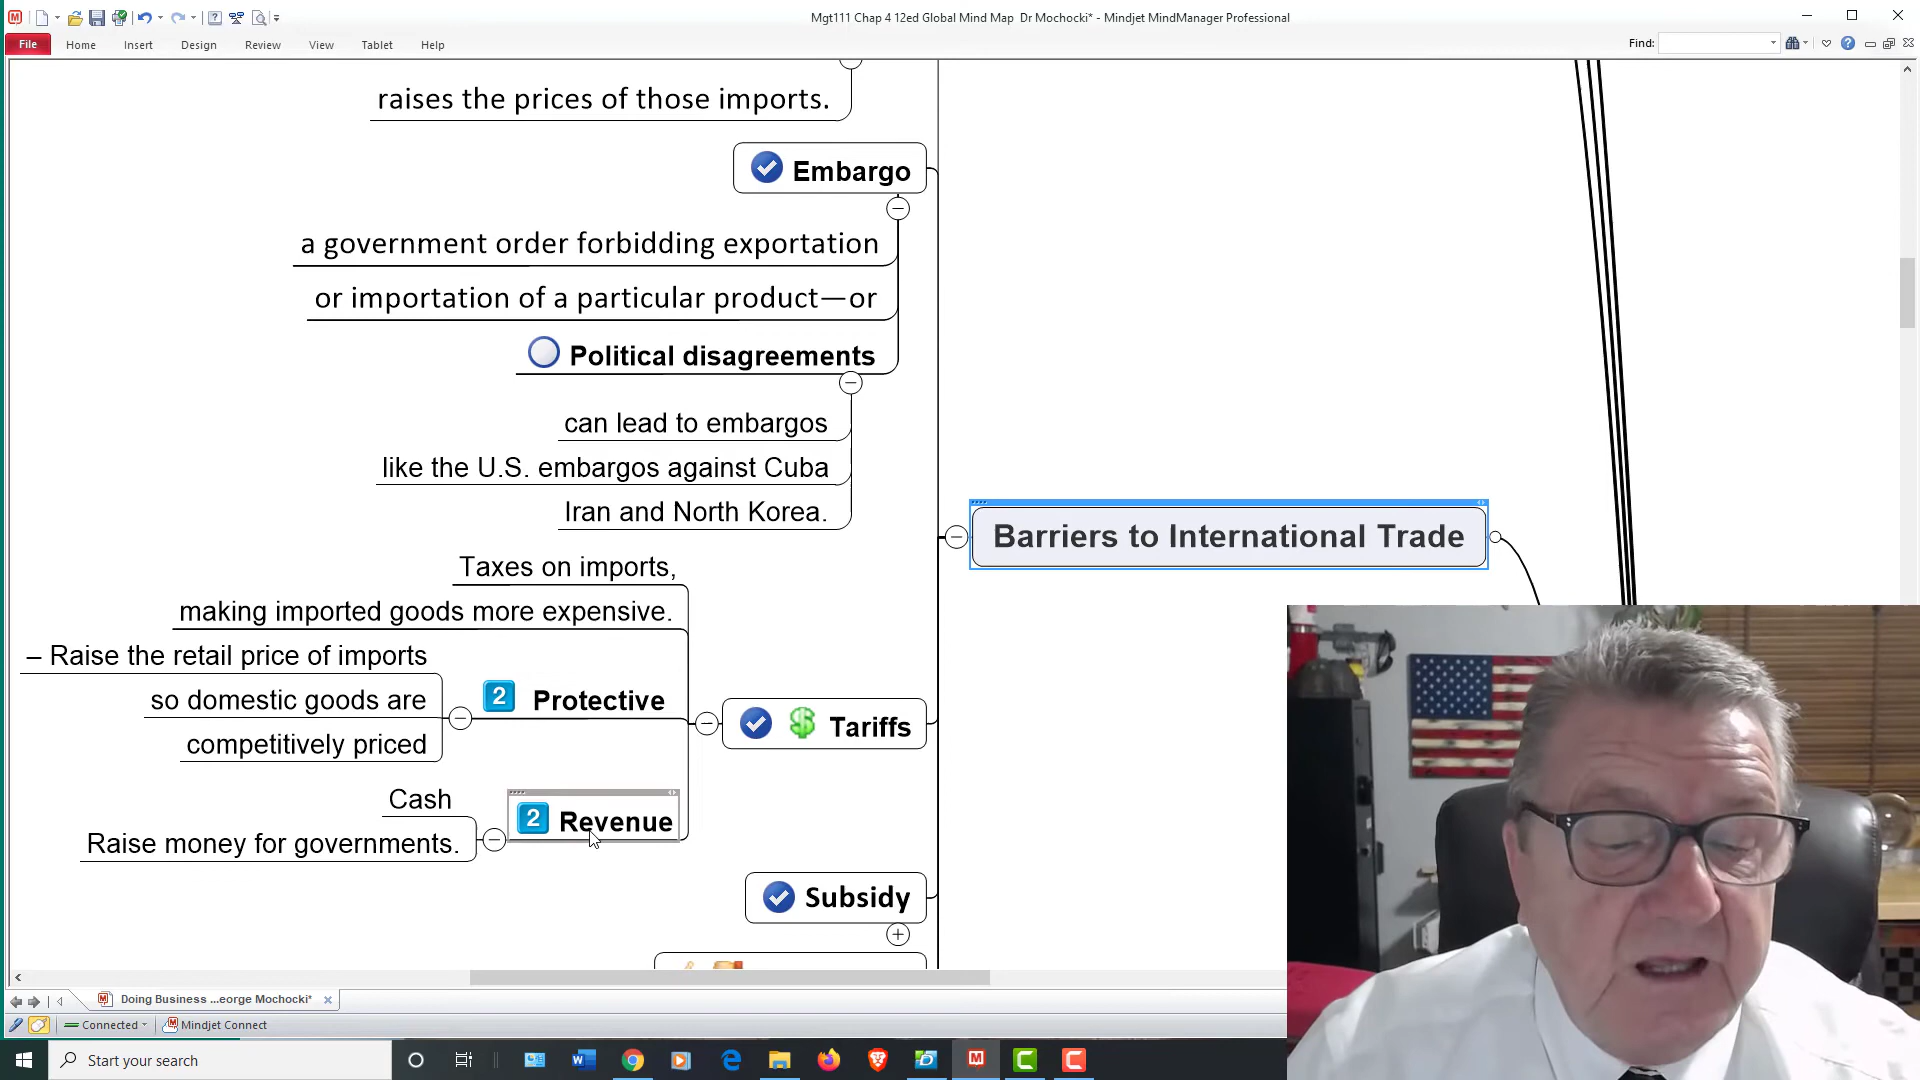 Mgt111 Chap 4 12ed Global Mind Map  Dr Mochocki* - Mindjet MindManager Professional
File
Home
Insert
Design
Review
View
Tablet
Help
Find:
raises the prices of those imports.
Embargo
a government order forbidding exportation
or importation of a particular product—or
Political disagreements
can lead to embargos
like the U.S. embargos against Cuba
Iran and North Korea.
Barriers to International Trade
Taxes on imports,
making imported goods more expensive.
– Raise the retail price of imports
so domestic goods are
competitively priced
2 Protective
Tariffs
Cash
Raise money for governments.
2 Revenue
Subsidy
Doing Business ...eorge Mochocki*
Connected
Mindjet Connect
Start your search